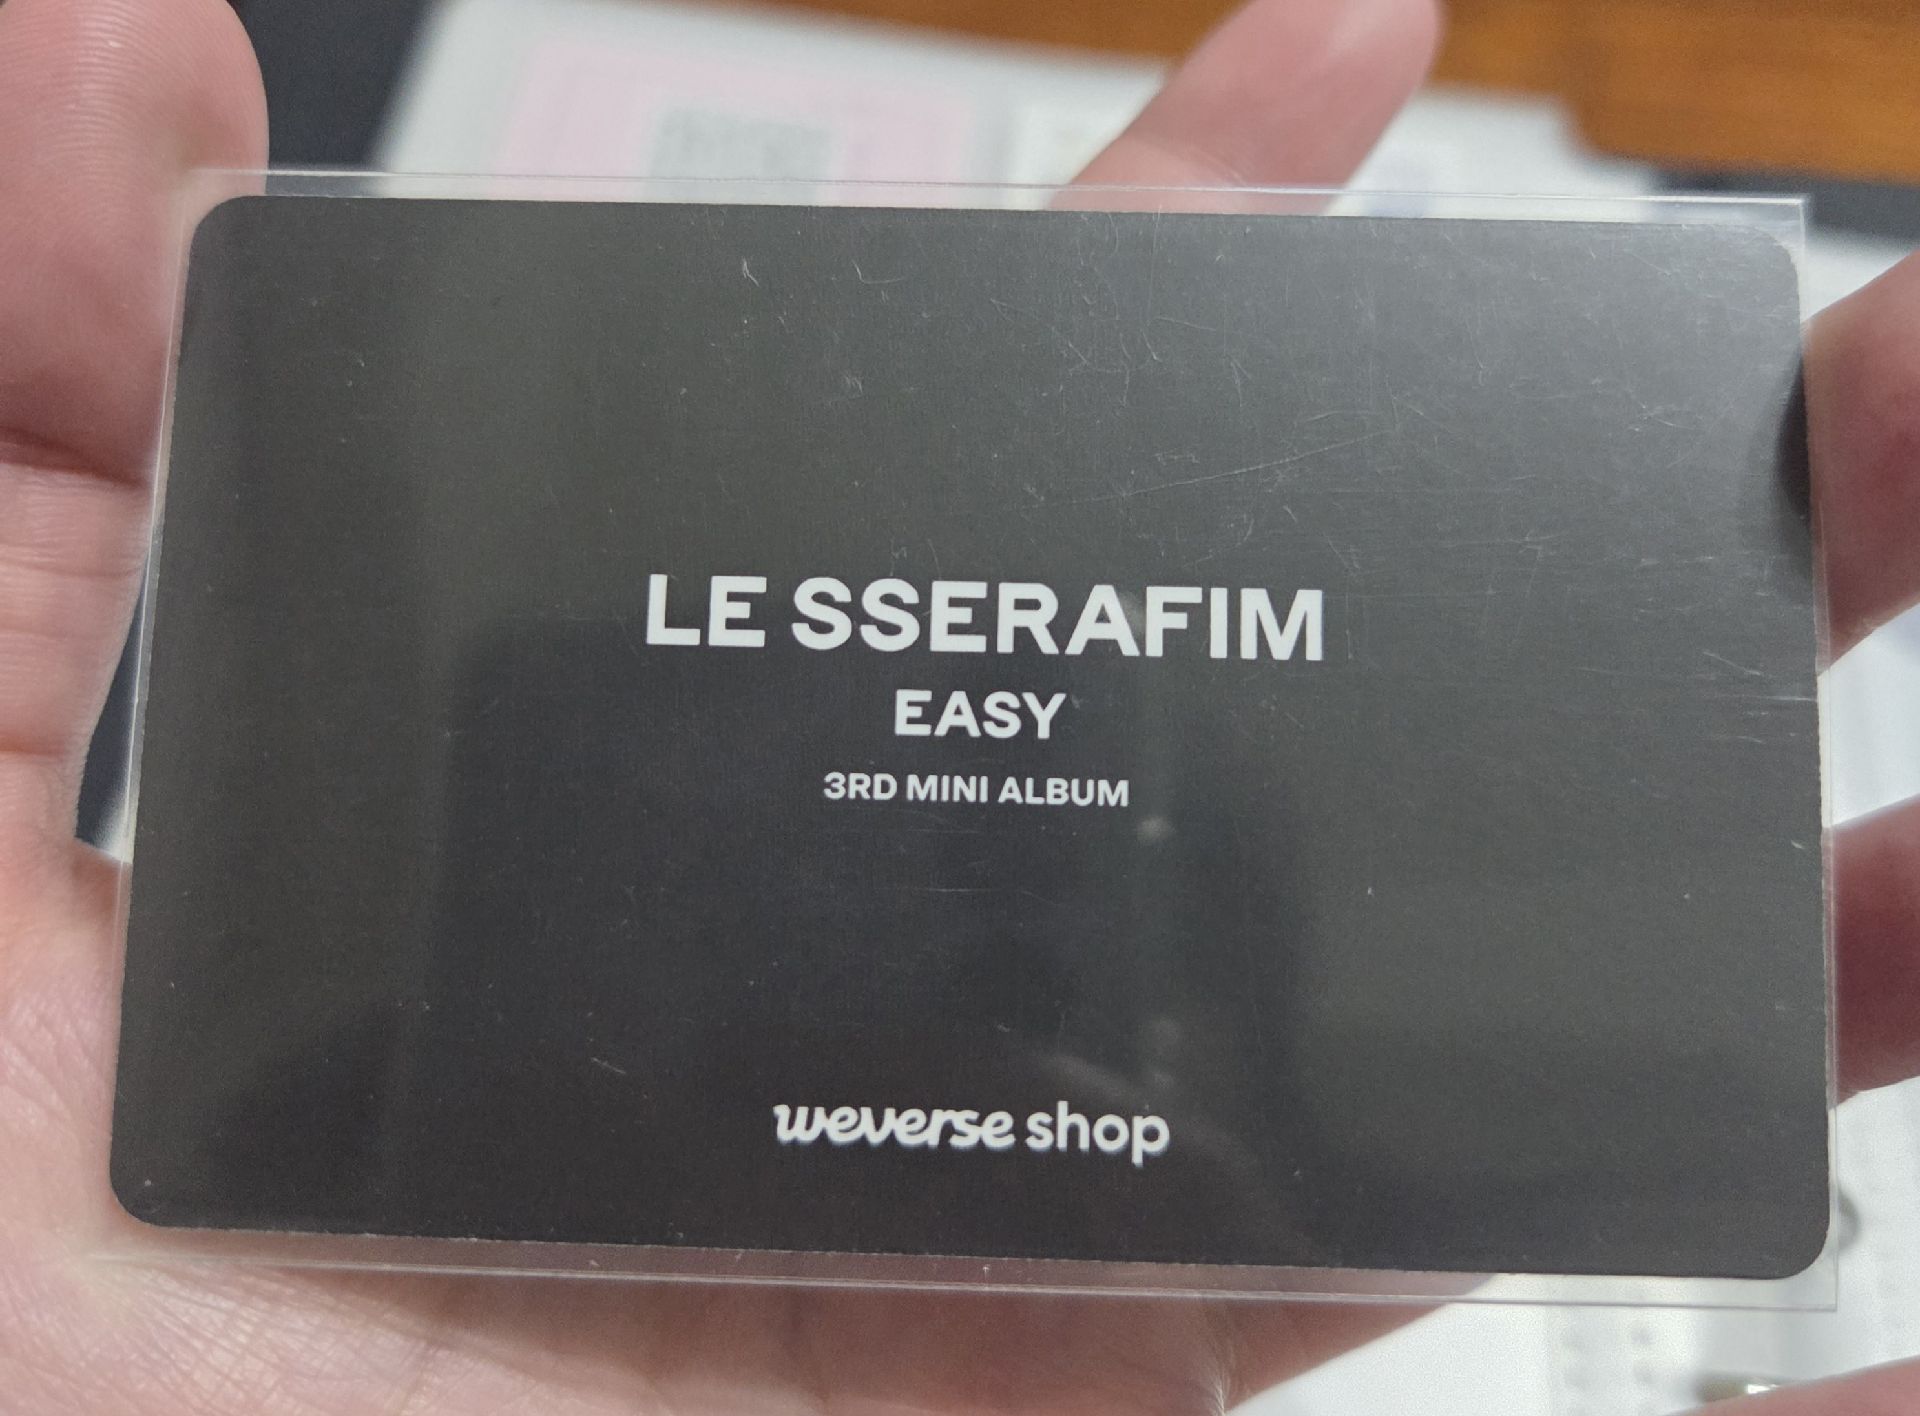 LE SSERAFIM
EASY
3RD MINI ALBUM
weverse shop